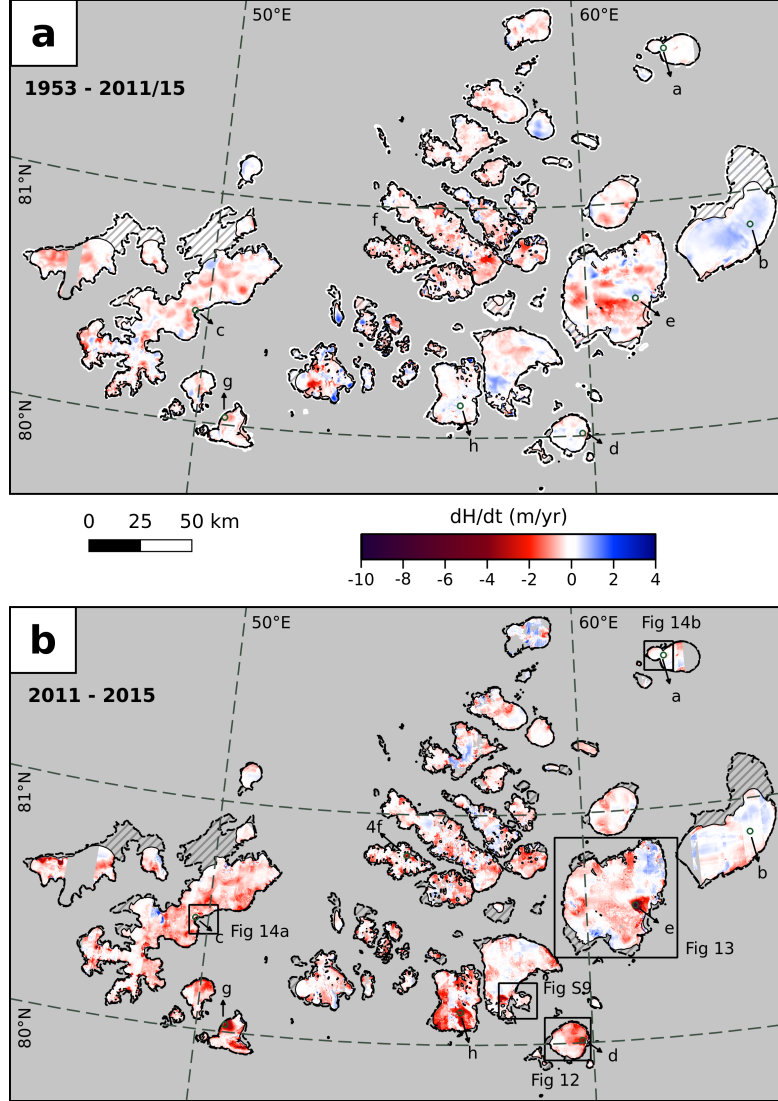 a
50°E
60°E
1953 - 2011/15
a
81°N
f
b
e
c
g
80°N
h
d
0 25 50 km
dH/dt (m/yr)
-10 -8 -6 -4 -2 0 2 4
b
50°E
60°E
Fig 14b
2011 - 2015
a
81°N
4f
b
e
c
Fig 14a
Fig 13
g
Fig S9
80°N
h
d
Fig 12